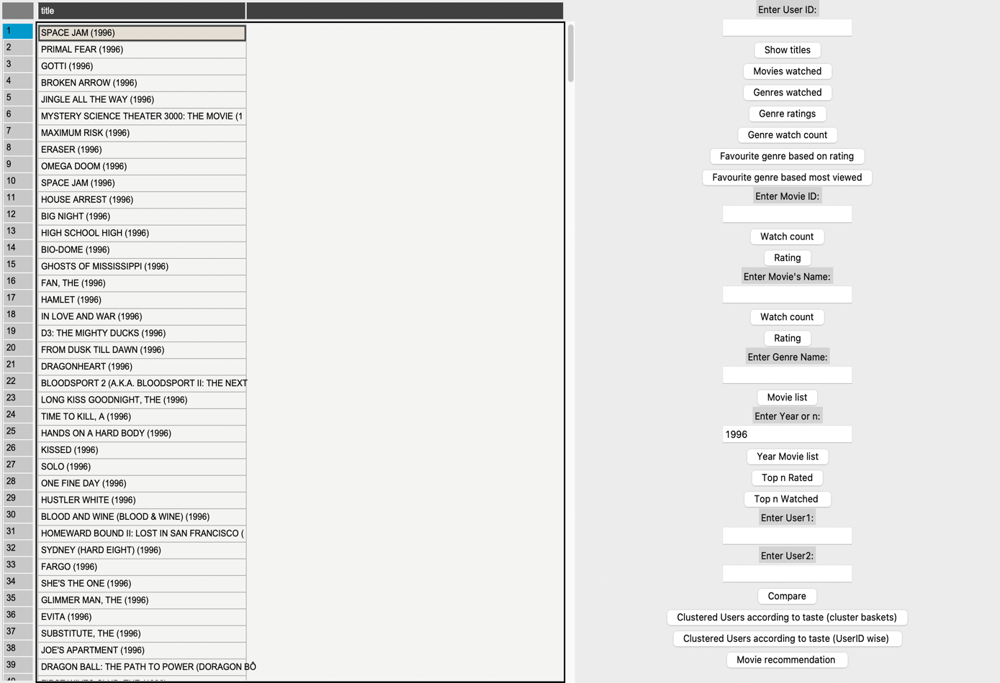 title
1 SPACE JAM (1996)
2 PRIMAL FEAR (1996)
3 GOTTI (1996)
4 BROKEN ARROW (1996)
5 JINGLE ALL THE WAY (1996)
6 MYSTERY SCIENCE THEATER 3000: THE MOVIE (1
7 MAXIMUM RISK (1996)
8 ERASER (1996)
9 OMEGA DOOM (1996)
10 SPACE JAM (1996)
11 HOUSE ARREST (1996)
12 BIG NIGHT (1996)
13 HIGH SCHOOL HIGH (1996)
14 BIO-DOME (1996)
15 GHOSTS OF MISSISSIPPI (1996)
16 FAN, THE (1996)
17 HAMLET (1996)
18 IN LOVE AND WAR (1996)
19 D3: THE MIGHTY DUCKS (1996)
20 FROM DUSK TILL DAWN (1996)
21 DRAGONHEART (1996)
22 BLOODSPORT 2 (A.K.A. BLOODSPORT II: THE NEXT
23 LONG KISS GOODNIGHT, THE (1996)
24 TIME TO KILL, A (1996)
25 HANDS ON A HARD BODY (1996)
26 KISSED (1996)
27 SOLO (1996)
28 ONE FINE DAY (1996)
29 HUSTLER WHITE (1996)
30 BLOOD AND WINE (BLOOD & WINE) (1996)
31 HOMEWARD BOUND II: LOST IN SAN FRANCISCO (
32 SYDNEY (HARD EIGHT) (1996)
33 FARGO (1996)
34 SHE'S THE ONE (1996)
35 GLIMMER MAN, THE (1996)
36 EVITA (1996)
37 SUBSTITUTE, THE (1996)
38 JOE'S APARTMENT (1996)
39 DRAGON BALL: THE PATH TO POWER (DORAGON BÔ
Enter User ID:
Show titles
Movies watched
Genres watched
Genre ratings
Genre watch count
Favourite genre based on rating
Favourite genre based most viewed
Enter Movie ID:
Watch count
Rating
Enter Movie's Name:
Watch count
Rating
Enter Genre Name:
Movie list
Enter Year or n:
1996
Year Movie list
Top n Rated
Top n Watched
Enter User1:
Enter User2:
Compare
Clustered Users according to taste (cluster baskets)
Clustered Users according to taste (UserID wise)
Movie recommendation